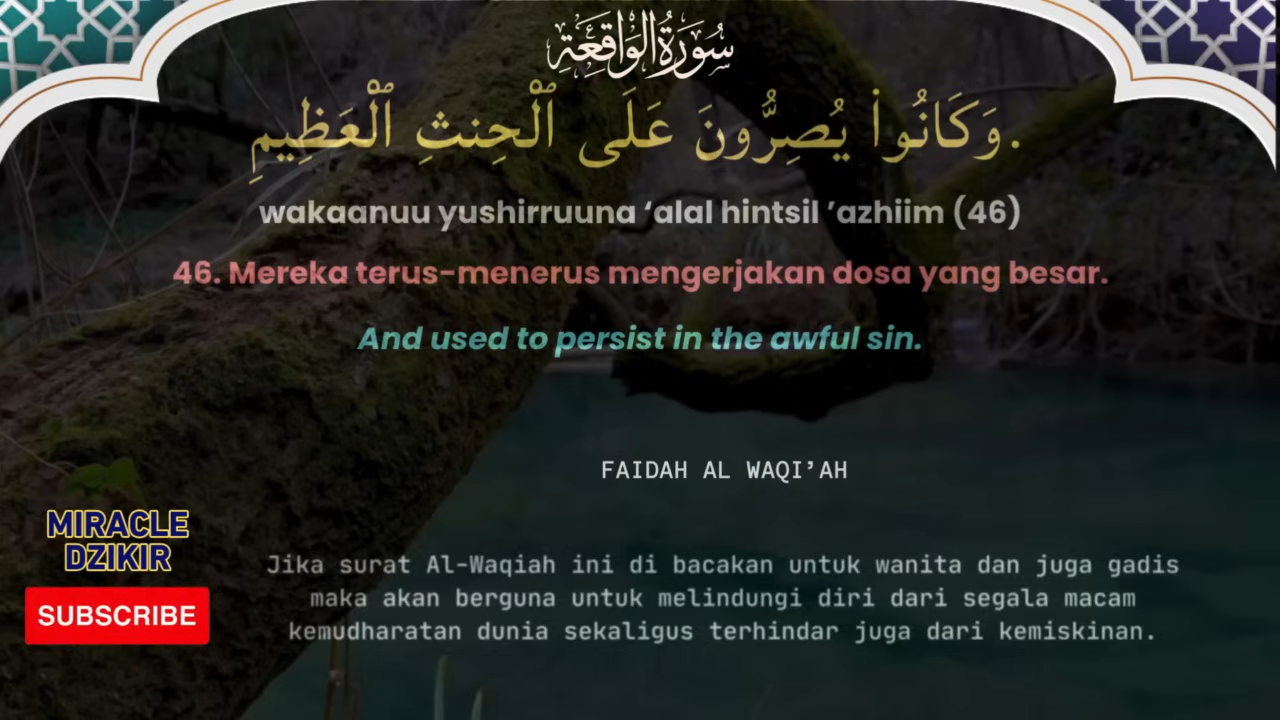 سُورَةُ الْوَاقِعَةِ
وَكَانُوا۟ يُصِرُّونَ عَلَى ٱلْحِنثِ ٱلْعَظِيمِ.
wakaanuu yushirruuna ‘alal hintsil ’azhiim (46)
46. Mereka terus-menerus mengerjakan dosa yang besar.
And used to persist in the awful sin.
FAIDAH AL WAQI’AH
MIRACLE
DZIKIR
SUBSCRIBE
Jika surat Al-Waqiah ini di bacakan untuk wanita dan juga gadis
maka akan berguna untuk melindungi diri dari segala macam
kemudharatan dunia sekaligus terhindar juga dari kemiskinan.